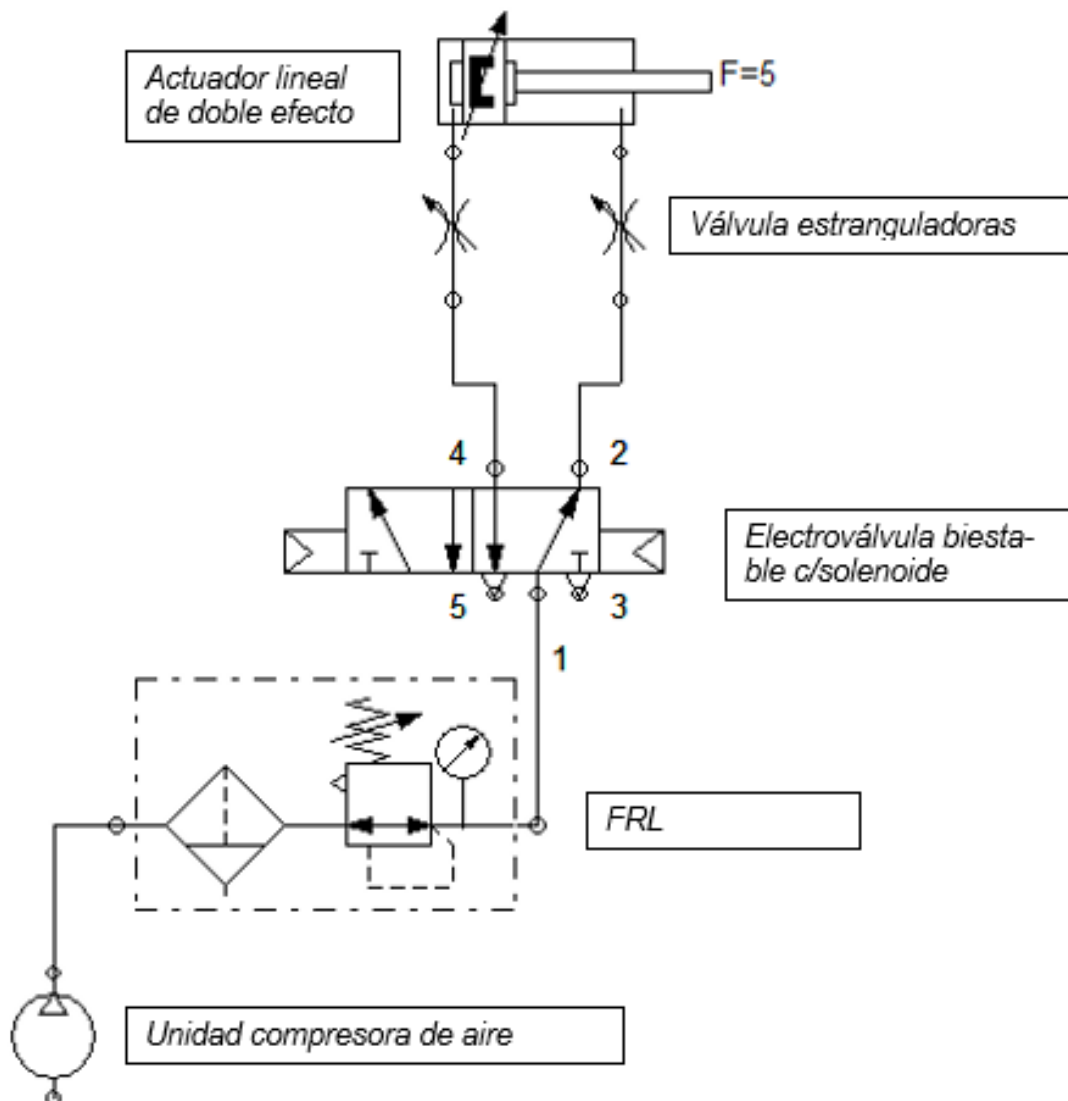 Actuador lineal
de doble efecto
F=5
Válvula estranguladoras
4
2
Electroválvula biesta-
ble c/solenoide
5
3
1
FRL
Unidad compresora de aire